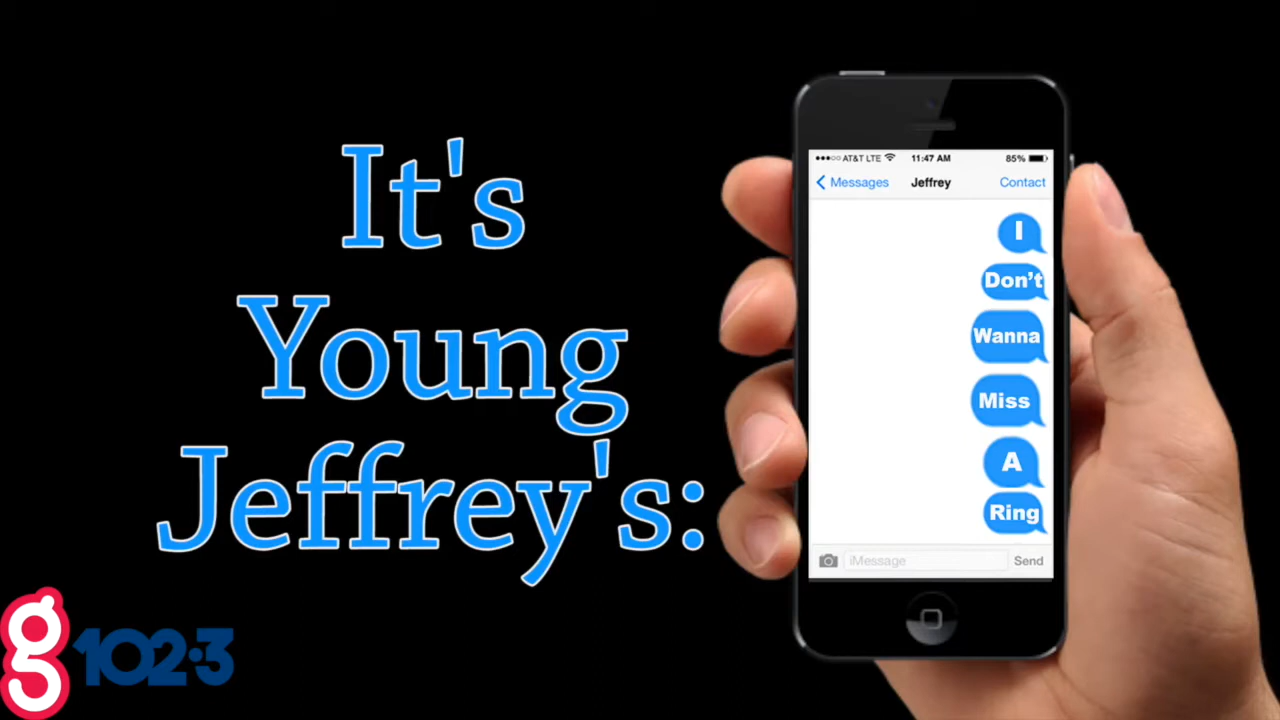 It's
Young
Jeffrey's:
AT&T LTE 11:47 AM 85%
Messages Jeffrey Contact
I
Don’t
Wanna
Miss
A
Ring
iMessage Send
g 102.3